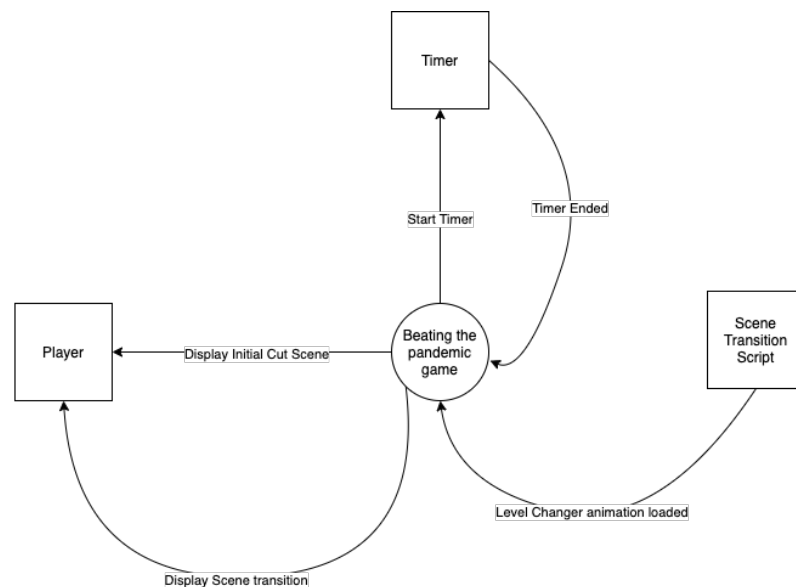 Timer
Start Timer
Timer Ended
Player
Display Initial Cut Scene
Beating the
pandemic
game
Scene
Transition
Script
Level Changer animation loaded
Display Scene transition